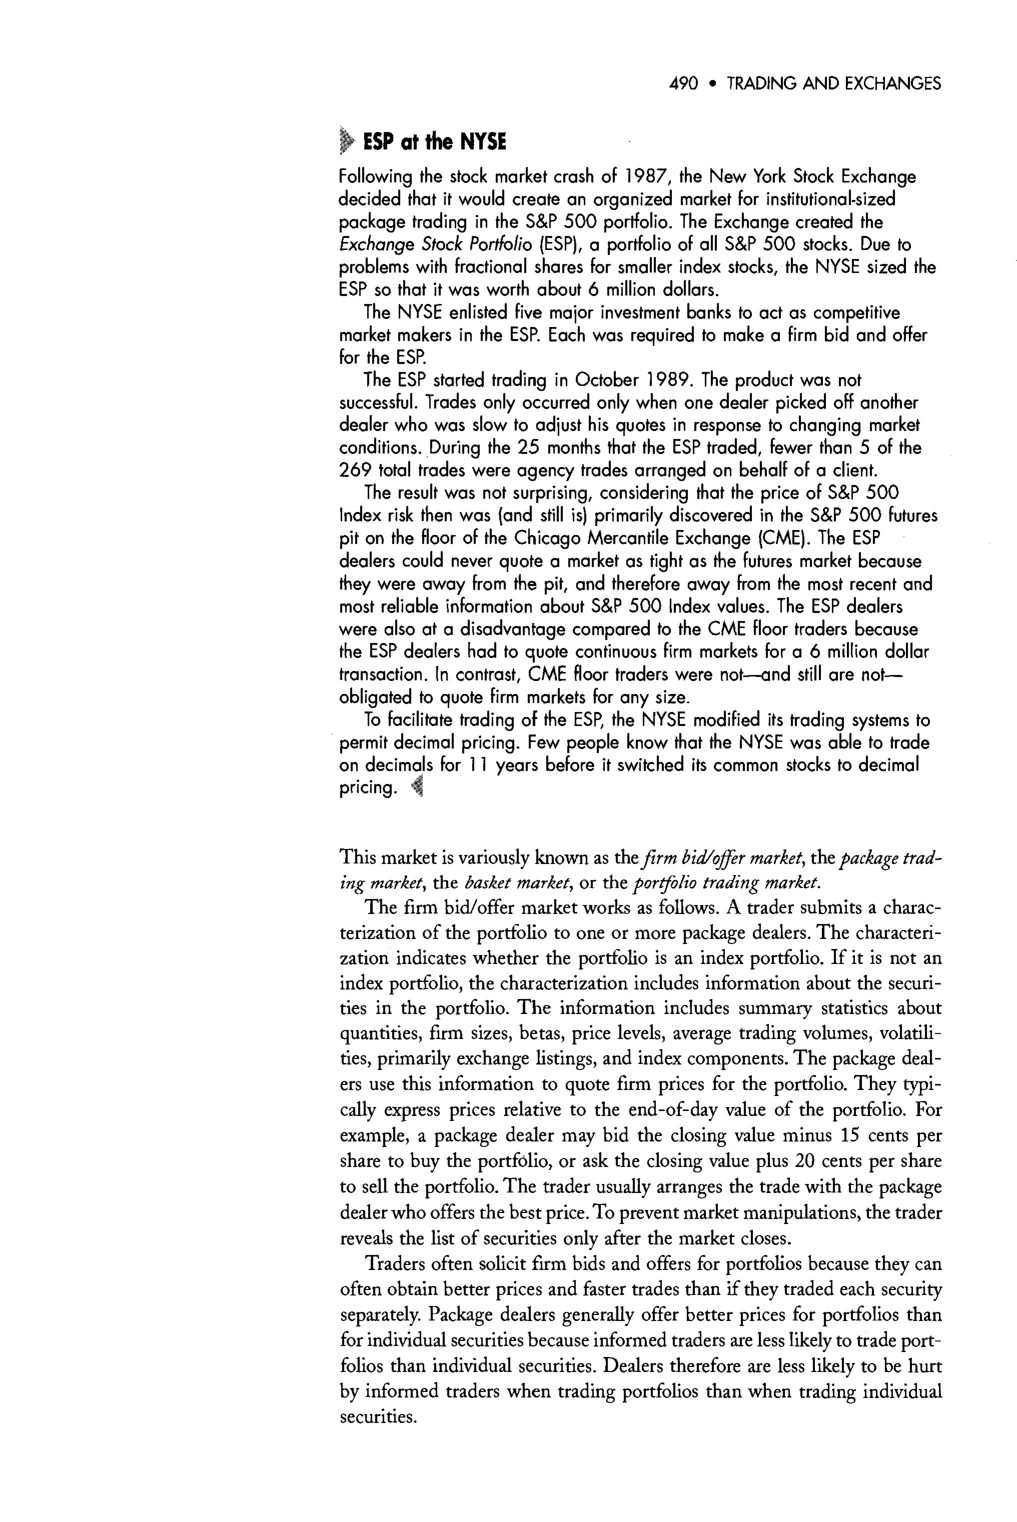 490 • TRADING AND EXCHANGES
ESP at the NYSE
Following the stock market crash of 1987, the New York Stock Exchange
decided that it would create an organized market for institutional-sized
package trading in the S&P 500 portfolio. The Exchange created the
Exchange Stock Portfolio (ESP), a portfolio of all S&P 500 stocks. Due to
problems with fractional shares for smaller index stocks, the NYSE sized the
ESP so that it was worth about 6 million dollars.
The NYSE enlisted five major investment banks to act as competitive
market makers in the ESP. Each was required to make a firm bid and offer
for the ESP.
The ESP started trading in October 1989. The product was not
successful. Trades only occurred only when one dealer picked off another
dealer who was slow to adjust his quotes in response to changing market
conditions. During the 25 months that the ESP traded, fewer than 5 of the
269 total trades were agency trades arranged on behalf of a client.
The result was not surprising, considering that the price of S&P 500
Index risk then was (and still is) primarily discovered in the S&P 500 futures
pit on the floor of the Chicago Mercantile Exchange (CME). The ESP
dealers could never quote a market as tight as the futures market because
they were away from the pit, and therefore away from the most recent and
most reliable information about S&P 500 Index values. The ESP dealers
were also at a disadvantage compared to the CME floor traders because
the ESP dealers had to quote continuous firm markets for a 6 million dollar
transaction. In contrast, CME floor traders were not—and still are not—
obligated to quote firm markets for any size.
To facilitate trading of the ESP, the NYSE modified its trading systems to
permit decimal pricing. Few people know that the NYSE was able to trade
on decimals for 11 years before it switched its common stocks to decimal
pricing.
This market is variously known as the firm bid/offer market, the package trad-
ing market, the basket market, or the portfolio trading market.
The firm bid/offer market works as follows. A trader submits a charac-
terization of the portfolio to one or more package dealers. The characteri-
zation indicates whether the portfolio is an index portfolio. If it is not an
index portfolio, the characterization includes information about the securi-
ties in the portfolio. The information includes summary statistics about
quantities, firm sizes, betas, price levels, average trading volumes, volatili-
ties, primarily exchange listings, and index components. The package deal-
ers use this information to quote firm prices for the portfolio. They typi-
cally express prices relative to the end-of-day value of the portfolio. For
example, a package dealer may bid the closing value minus 15 cents per
share to buy the portfolio, or ask the closing value plus 20 cents per share
to sell the portfolio. The trader usually arranges the trade with the package
dealer who offers the best price. To prevent market manipulations, the trader
reveals the list of securities only after the market closes.
Traders often solicit firm bids and offers for portfolios because they can
often obtain better prices and faster trades than if they traded each security
separately. Package dealers generally offer better prices for portfolios than
for individual securities because informed traders are less likely to trade port-
folios than individual securities. Dealers therefore are less likely to be hurt
by informed traders when trading portfolios than when trading individual
securities.